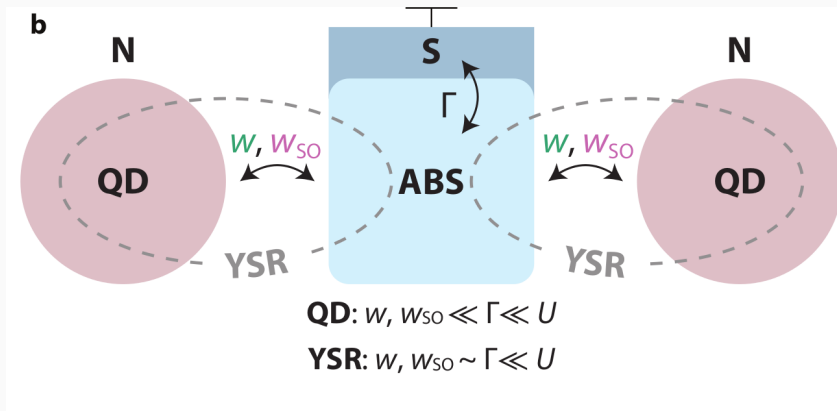 b
N
S
N
Γ
w, wSO
w, wSO
QD
ABS
QD
YSR
YSR
QD: w, wSO ≪ Γ ≪ U
YSR: w, wSO ~ Γ ≪ U